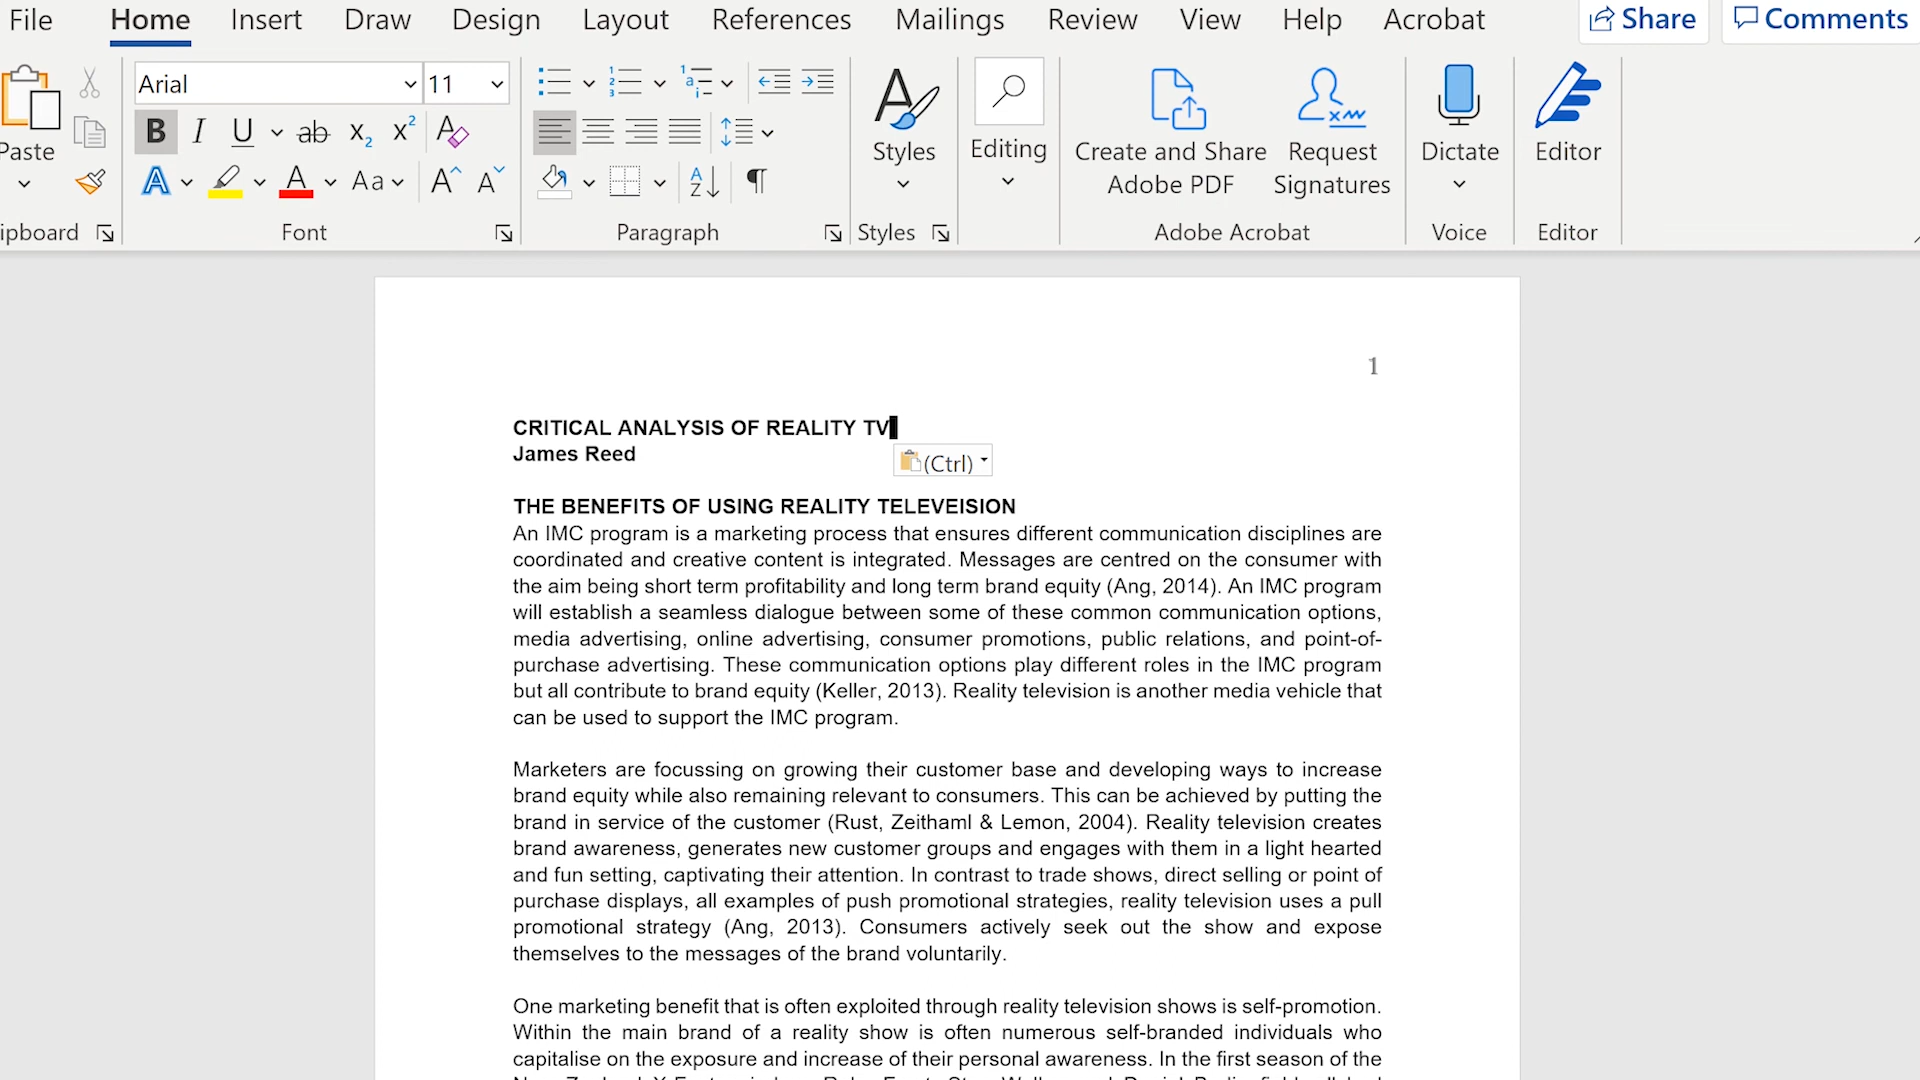 File Home Insert Draw Design Layout References Mailings Review View Help Acrobat Share Comments
Arial 11
Paste
B I U ab x2 x2 A
A A Aa A A
A Z ¶
Styles
Editing
Create and Share
Adobe PDF
Request
Signatures
Dictate
Editor
ipboard Font Paragraph Styles Adobe Acrobat Voice Editor
1
CRITICAL ANALYSIS OF REALITY TV
James Reed
(Ctrl)
THE BENEFITS OF USING REALITY TELEVEISION
An IMC program is a marketing process that ensures different communication disciplines are
coordinated and creative content is integrated. Messages are centred on the consumer with
the aim being short term profitability and long term brand equity (Ang, 2014). An IMC program
will establish a seamless dialogue between some of these common communication options,
media advertising, online advertising, consumer promotions, public relations, and point-of-
purchase advertising. These communication options play different roles in the IMC program
but all contribute to brand equity (Keller, 2013). Reality television is another media vehicle that
can be used to support the IMC program.
Marketers are focussing on growing their customer base and developing ways to increase
brand equity while also remaining relevant to consumers. This can be achieved by putting the
brand in service of the customer (Rust, Zeithaml & Lemon, 2004). Reality television creates
brand awareness, generates new customer groups and engages with them in a light hearted
and fun setting, captivating their attention. In contrast to trade shows, direct selling or point of
purchase displays, all examples of push promotional strategies, reality television uses a pull
promotional strategy (Ang, 2013). Consumers actively seek out the show and expose
themselves to the messages of the brand voluntarily.
One marketing benefit that is often exploited through reality television shows is self-promotion.
Within the main brand of a reality show is often numerous self-branded individuals who
capitalise on the exposure and increase of their personal awareness. In the first season of the